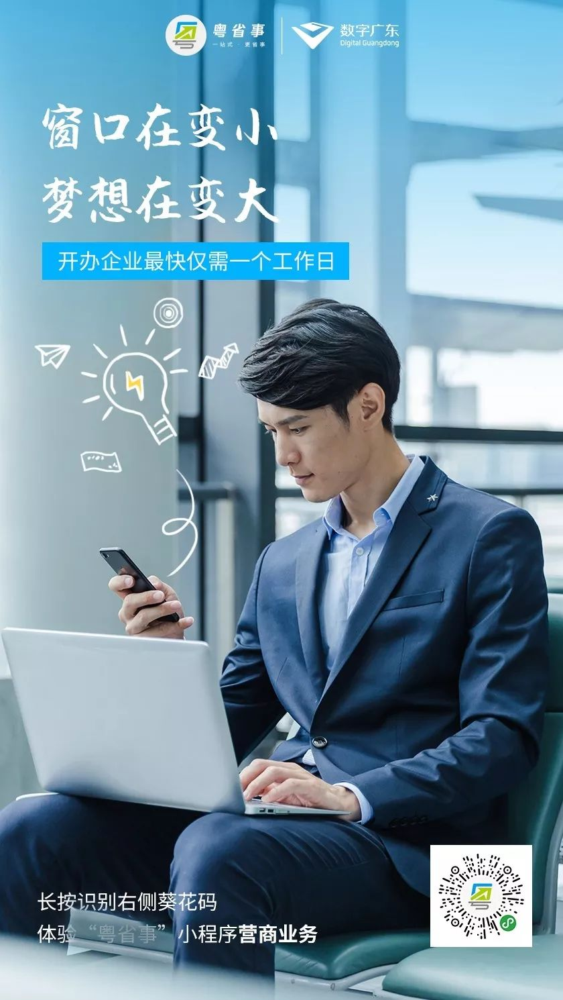 粤省事
一站式 · 更省事
数字广东
Digital Guangdong
窗口在变小
梦想在变大
开办企业最快仅需一个工作日
长按识别右侧葵花码
体验“粤省事”小程序营商业务